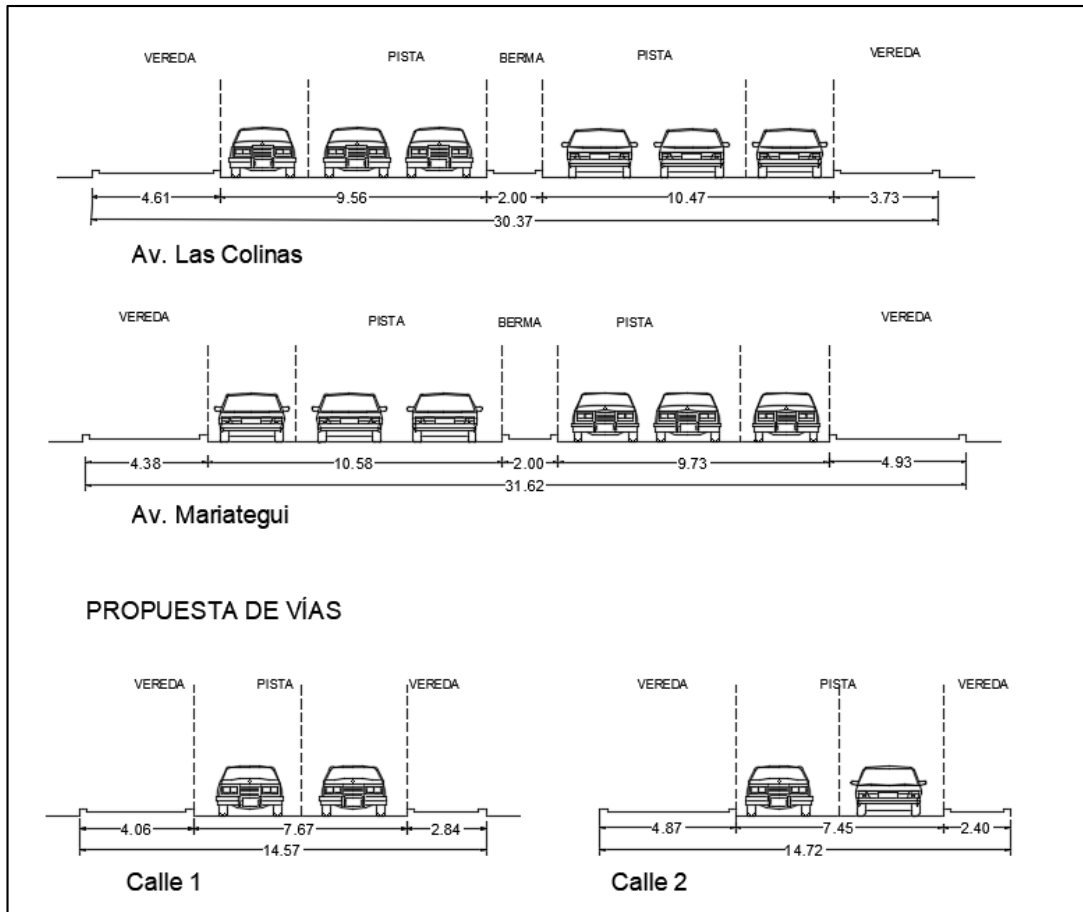 VEREDA PISTA BERMA PISTA VEREDA
4.61 9.56 2.00 10.47 3.73
30.37
Av. Las Colinas
VEREDA PISTA BERMA PISTA VEREDA
4.38 10.58 2.00 9.73 4.93
31.62
Av. Mariategui
PROPUESTA DE VÍAS
VEREDA PISTA VEREDA
4.06 7.67 2.84
14.57
Calle 1
VEREDA PISTA VEREDA
4.87 7.45 2.40
14.72
Calle 2